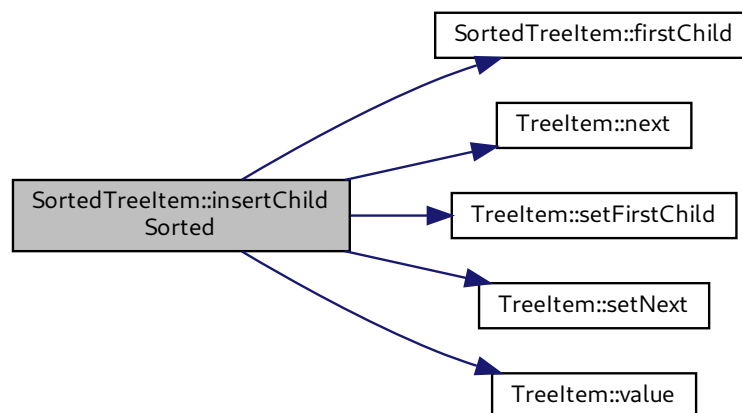 SortedTreeItem::firstChild
TreeItem::next
SortedTreeItem::insertChild
Sorted
TreeItem::setFirstChild
TreeItem::setNext
TreeItem::value